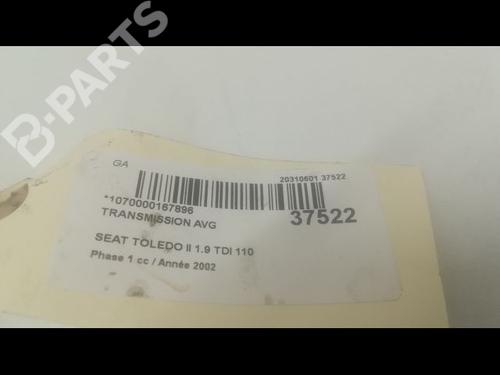 B-PARTS
GA
20310601 37522
*1070000167896
TRANSMISSION AVG
37522
SEAT TOLEDO II 1.9 TDI 110
Phase 1 cc / Année 2002